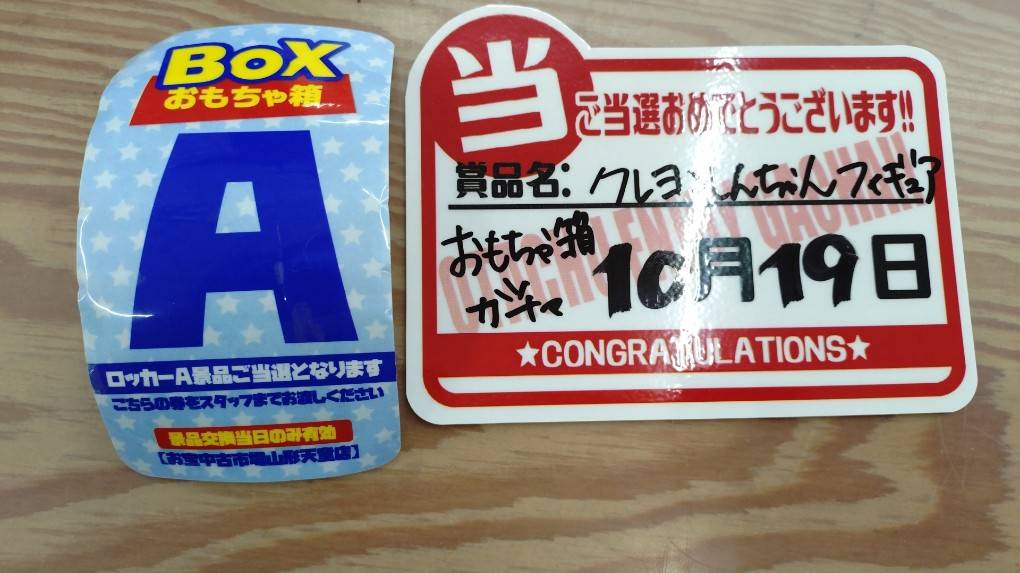 BOX
おもちゃ箱
A
ロッカーA景品ご当選となります
こちらの券をスタッフまでお渡しください
景品交換当日のみ有効
【お宝中古市場山形天童店】
当
ご当選おめでとうございます!!
賞品名: クレヨンしんちゃんフィギュア
おもちゃ箱
ガチャ
10月19日
★CONGRATULATIONS★